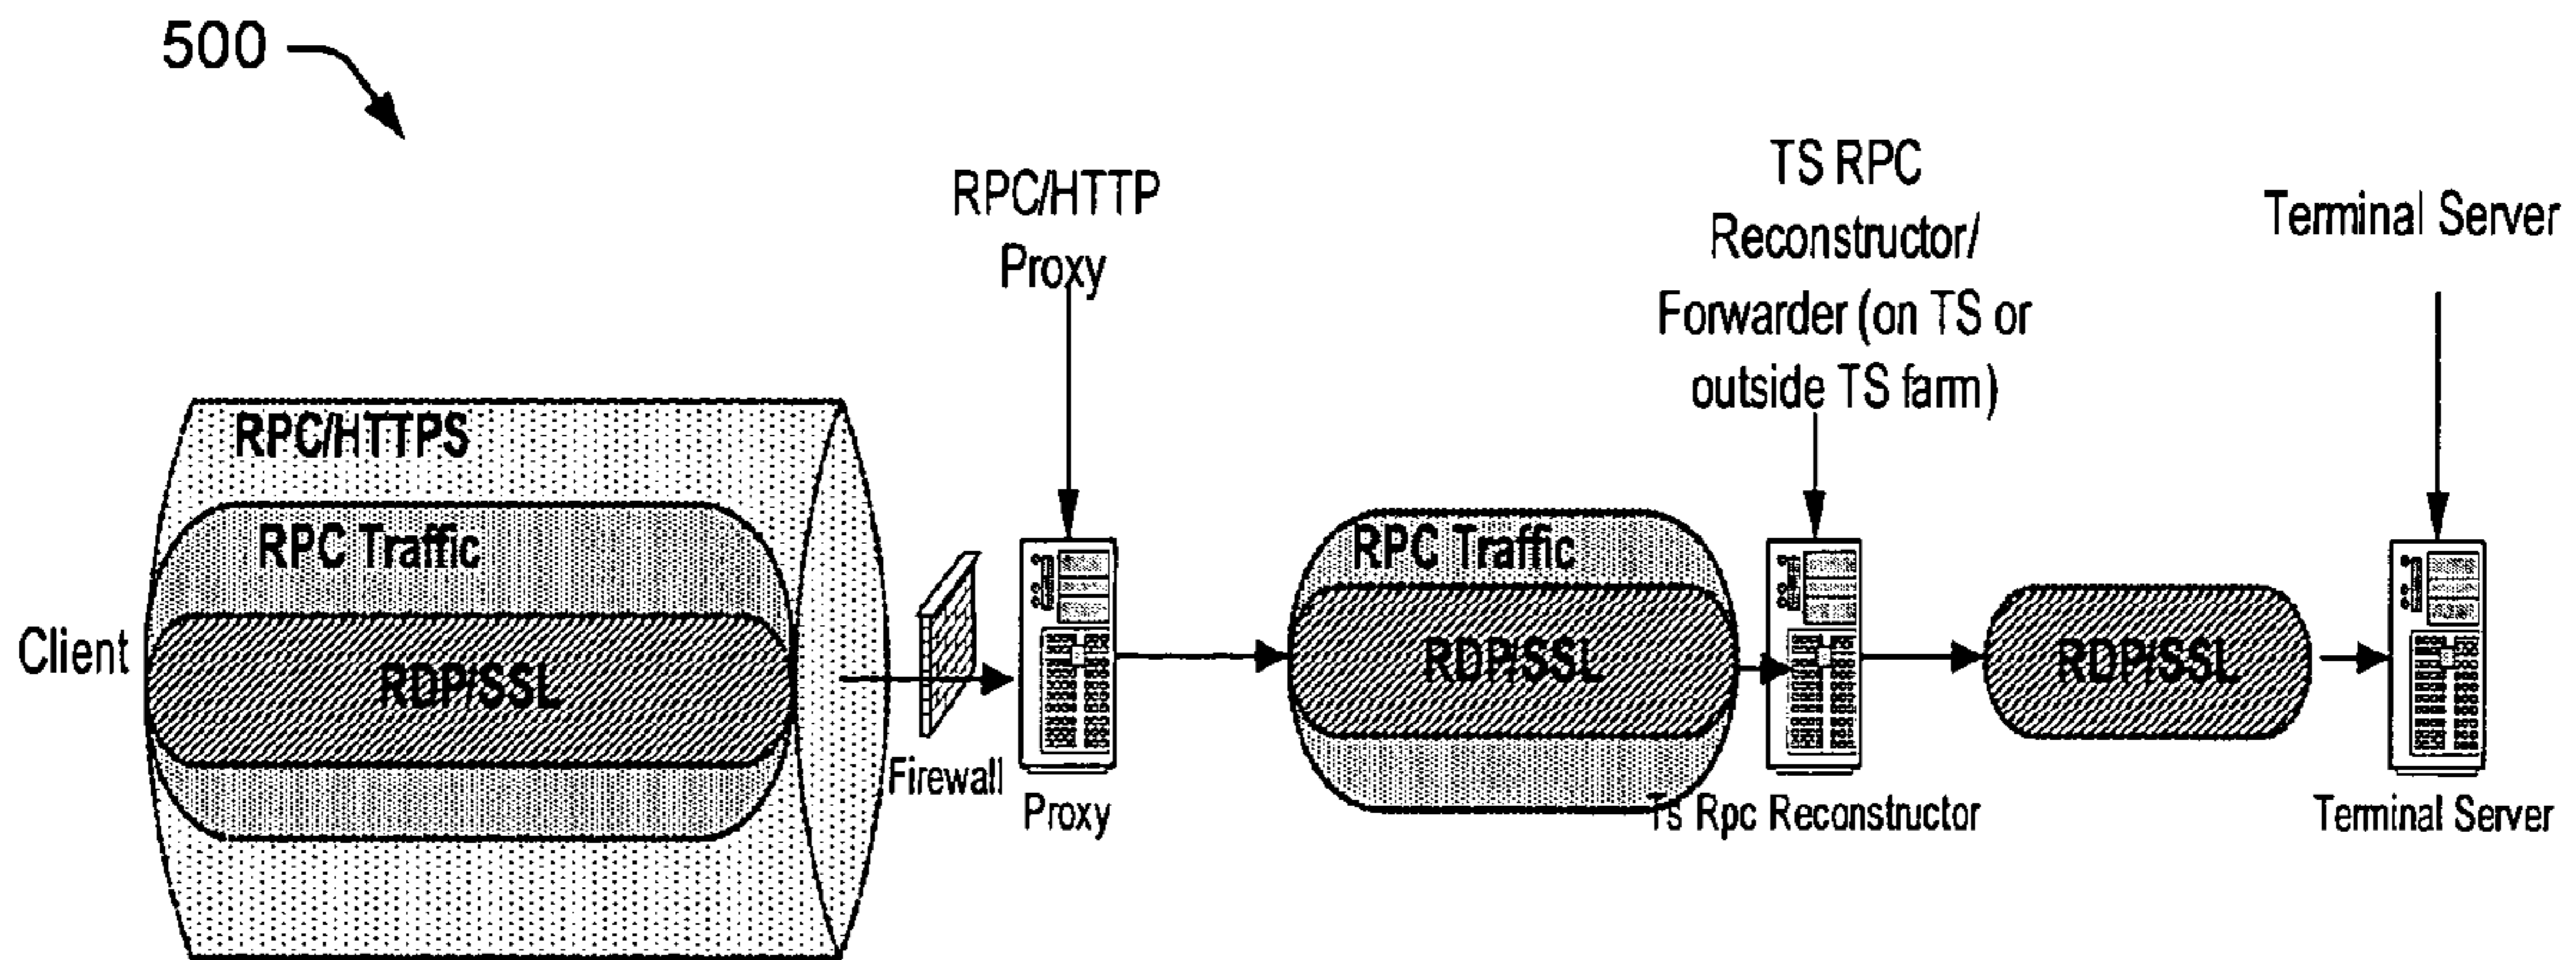 500
RPC/HTTP
Proxy
TS RPC
Reconstructor/
Forwarder (on TS or
outside TS farm)
Terminal Server
RPC/HTTPS
RPC Traffic
RDP/SSL
Client
Firewall
Proxy
RPC Traffic
RDP/SSL
Ts Rpc Reconstructor
RDP/SSL
Terminal Server